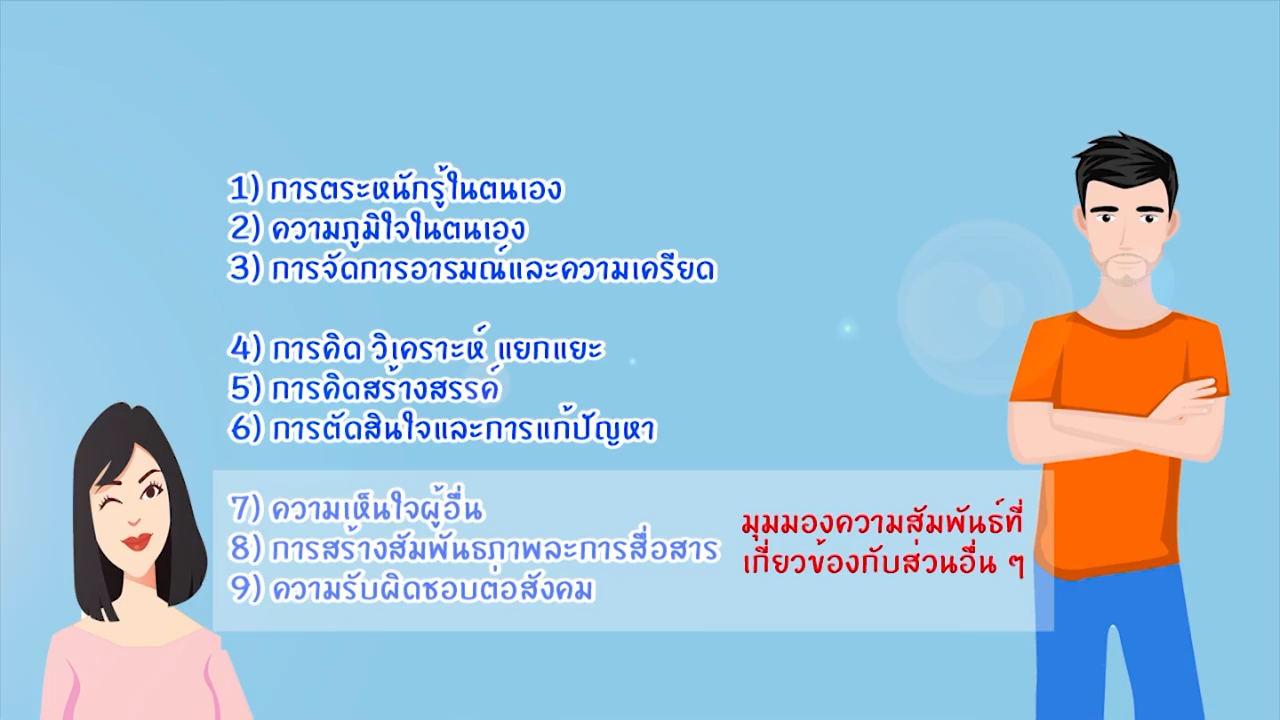 1) การตระหนักรู้ในตนเอง
2) ความภูมิใจในตนเอง
3) การจัดการอารมณ์และความเครียด
4) การคิด วิเคราะห์ แยกแยะ
5) การคิดสร้างสรรค์
6) การตัดสินใจและการแก้ปัญหา
7) ความเห็นใจผู้อื่น
8) การสร้างสัมพันธภาพละการสื่อสาร
9) ความรับผิดชอบต่อสังคม
มุมมองความสัมพันธ์ที่
เกี่ยวข้องกับส่วนอื่น ๆ